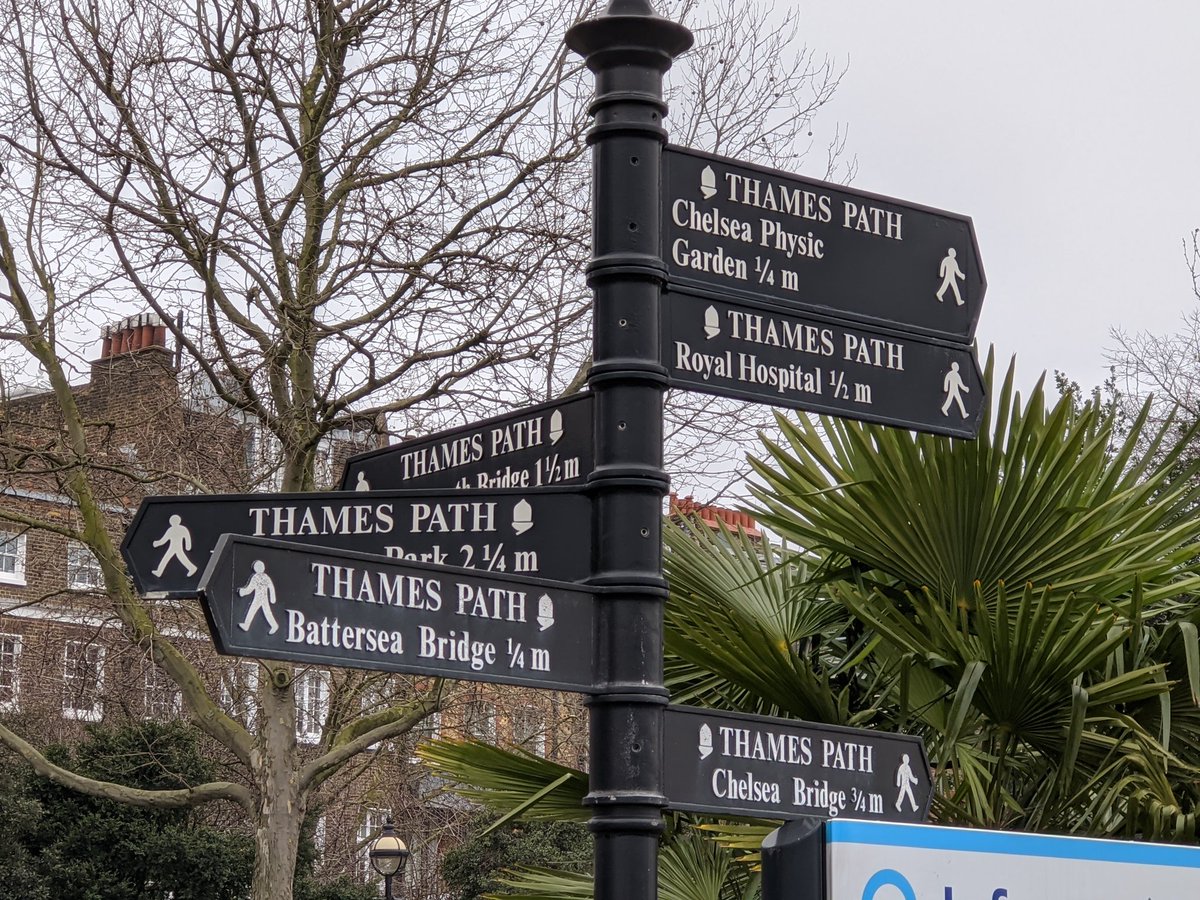 THAMES PATH
Chelsea Physic
Garden ¼ m
THAMES PATH
Royal Hospital ½ m
THAMES PATH
Bridge 1½ m
THAMES PATH
Park 2 ¼ m
THAMES PATH
Battersea Bridge ¼ m
THAMES PATH
Chelsea Bridge ¾ m